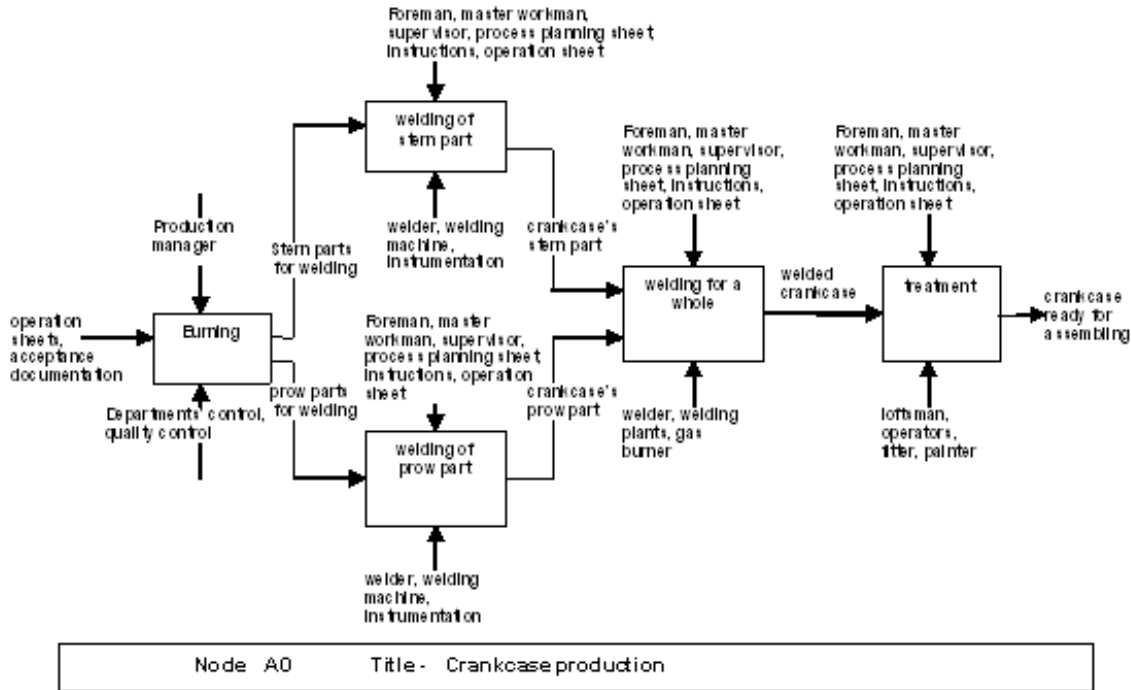 Foreman, master workman,
supervisor, process planning sheet,
instructions, operation sheet
welding of
stern part
welder, welding
machine,
instrumentation
Production
manager
Stern parts
for welding
crankcase's
stern part
operation
sheets,
acceptance
documentation
Burning
Departments' control,
quality control
prow parts
for welding
Foreman, master
workman, supervisor,
process planning sheet
instructions, operation
sheet
welding of
prow part
welder, welding
machine,
instrumentation
crankcase's
prow part
Foreman, master
workman, supervisor,
process planning
sheet, instructions,
operation sheet
welding for a
whole
welder, welding
plants, gas
burner
welded
crankcase
Foreman, master
workman, supervisor,
process planning
sheet, instructions,
operation sheet
treatment
loftsman,
operators,
fitter, painter
crankcase
ready for
assembling
Node A0 Title - Crankcase production